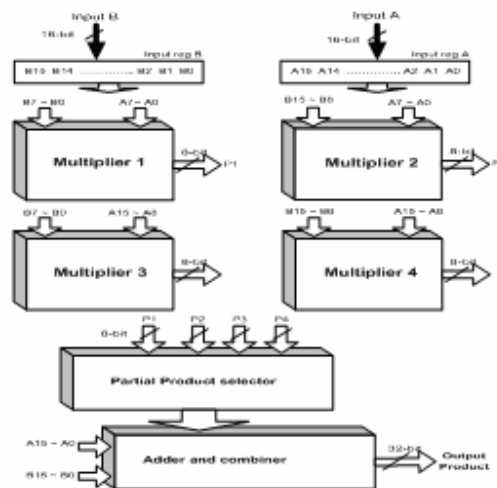 Input B
Input A
16-bit
16-bit
Input reg B
Input reg A
B15 B14 ............... B2 B1 B0
A15 A14 ............... A2 A1 A0
B7 ~ B0
A7 ~ A0
B15 ~ B8
A7 ~ A0
Multiplier 1
8-bit
P1
Multiplier 2
8-bit
B7 ~ B0
A15 ~ A8
B15 ~ B8
A15 ~ A8
Multiplier 3
8-bit
Multiplier 4
8-bit
P1
P2
P3
P4
8-bit
Partial Product selector
A15 ~ A0
B15 ~ B0
Adder and combiner
32-bit
Output
Product